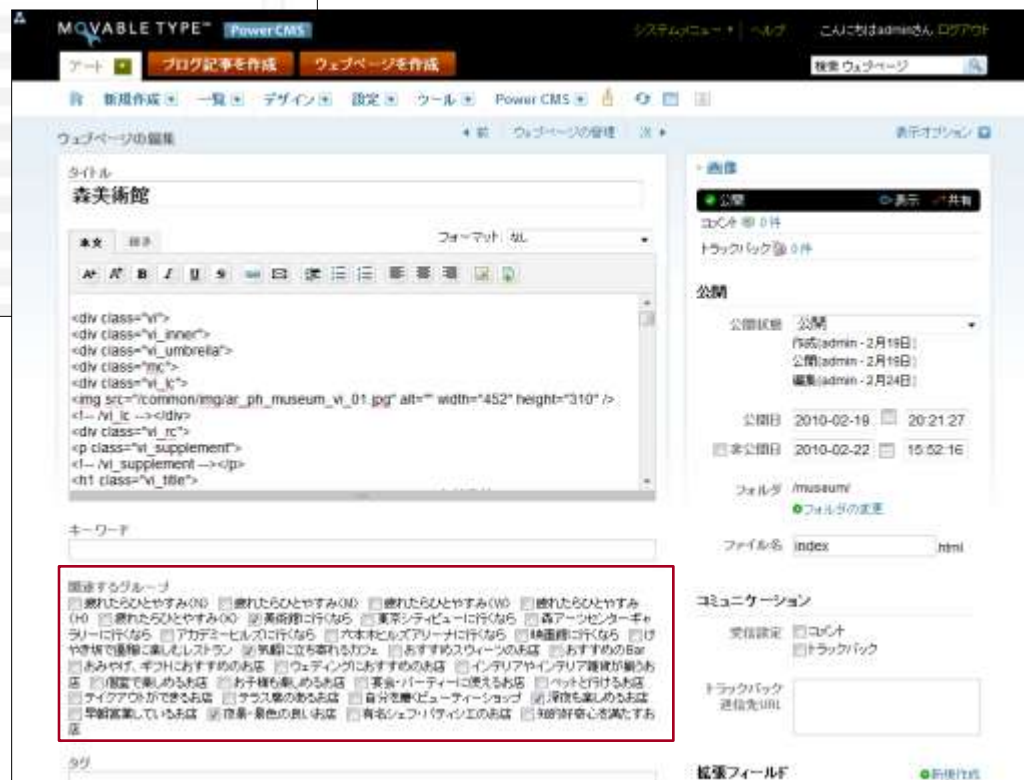 MOVABLE TYPE™ Power CMS
システムメニュー ヘルプ こんにちはadminさん ログアウト
アート ブログ記事を作成 ウェブページを作成
検索 ウェブページ
新規作成 一覧 デザイン 設定 ツール Power CMS
ウェブページの編集
前 ウェブページの管理 次
表示オプション
タイトル
森美術館
本文 続き
フォーマット なし
<div class="vi">
<div class="vi_inner">
<div class="vi_umbrella">
<div class="mc">
<div class="vi_lc">
<img src="/common/img/ar_ph_museum_vi_01.jpg" alt="" width="452" height="310" />
<!-- /vi_lc --></div>
<div class="vi_rc">
<p class="vi_supplement">
<!-- /vi_supplement --></p>
<h1 class="vi_title">
キーワード
関連するグループ
疲れたらひとやすみ(N) 疲れたらひとやすみ(M) 疲れたらひとやすみ(W) 疲れたらひとやすみ
(H) 疲れたらひとやすみ(K) 美術館に行くなら 東京シティビューに行くなら 森アーツセンターギャ
ラリーに行くなら アカデミーヒルズに行くなら 六本木ヒルズアリーナに行くなら 映画館に行くなら け
やき坂で優雅に楽しむレストラン 気軽に立ち寄れるカフェ おすすめスウィーツのお店 おすすめのBar
おみやげ、ギフトにおすすめのお店 ウェディングにおすすめのお店 インテリアやインテリア雑貨が揃うお
店 個室で楽しめるお店 お子様も楽しめるお店 宴会・パーティーに使えるお店 ペットと行けるお店
テイクアウトができるお店 テラス席のあるお店 自分を磨くビューティーショップ 深夜も楽しめるお店
早朝営業しているお店 夜景・景色の良いお店 有名シェフ・パティシエのお店 知的好奇心を満たすお
店
タグ
画像
公開 表示 共有
コメント 0件
トラックバック 0件
公開
公開状態 公開
作成(admin - 2月19日)
公開(admin - 2月19日)
編集(admin - 2月24日)
公開日 2010-02-19 20:21:27
非公開日 2010-02-22 15:52:16
フォルダ /museum/
フォルダの変更
ファイル名 index .html
コミュニケーション
受信設定 コメント
トラックバック
トラックバック
送信先URL
拡張フィールド 新規作成